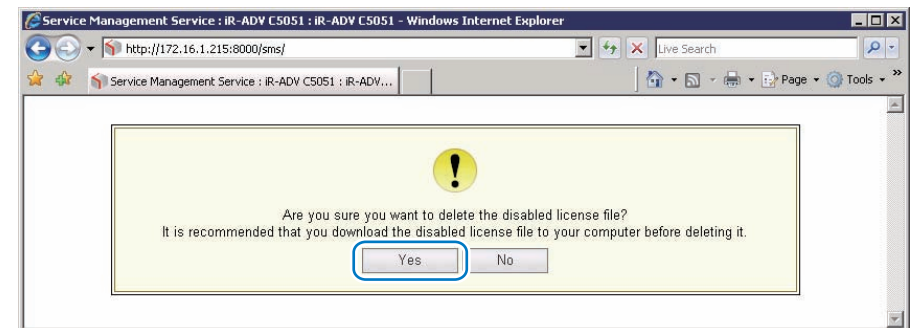 Service Management Service : iR-ADV C5051 : iR-ADV C5051 - Windows Internet Explorer
http://172.16.1.215:8000/sms/
Live Search
Service Management Service : iR-ADV C5051 : iR-ADV...
Page
Tools
»
Are you sure you want to delete the disabled license file?
It is recommended that you download the disabled license file to your computer before deleting it.
Yes
No